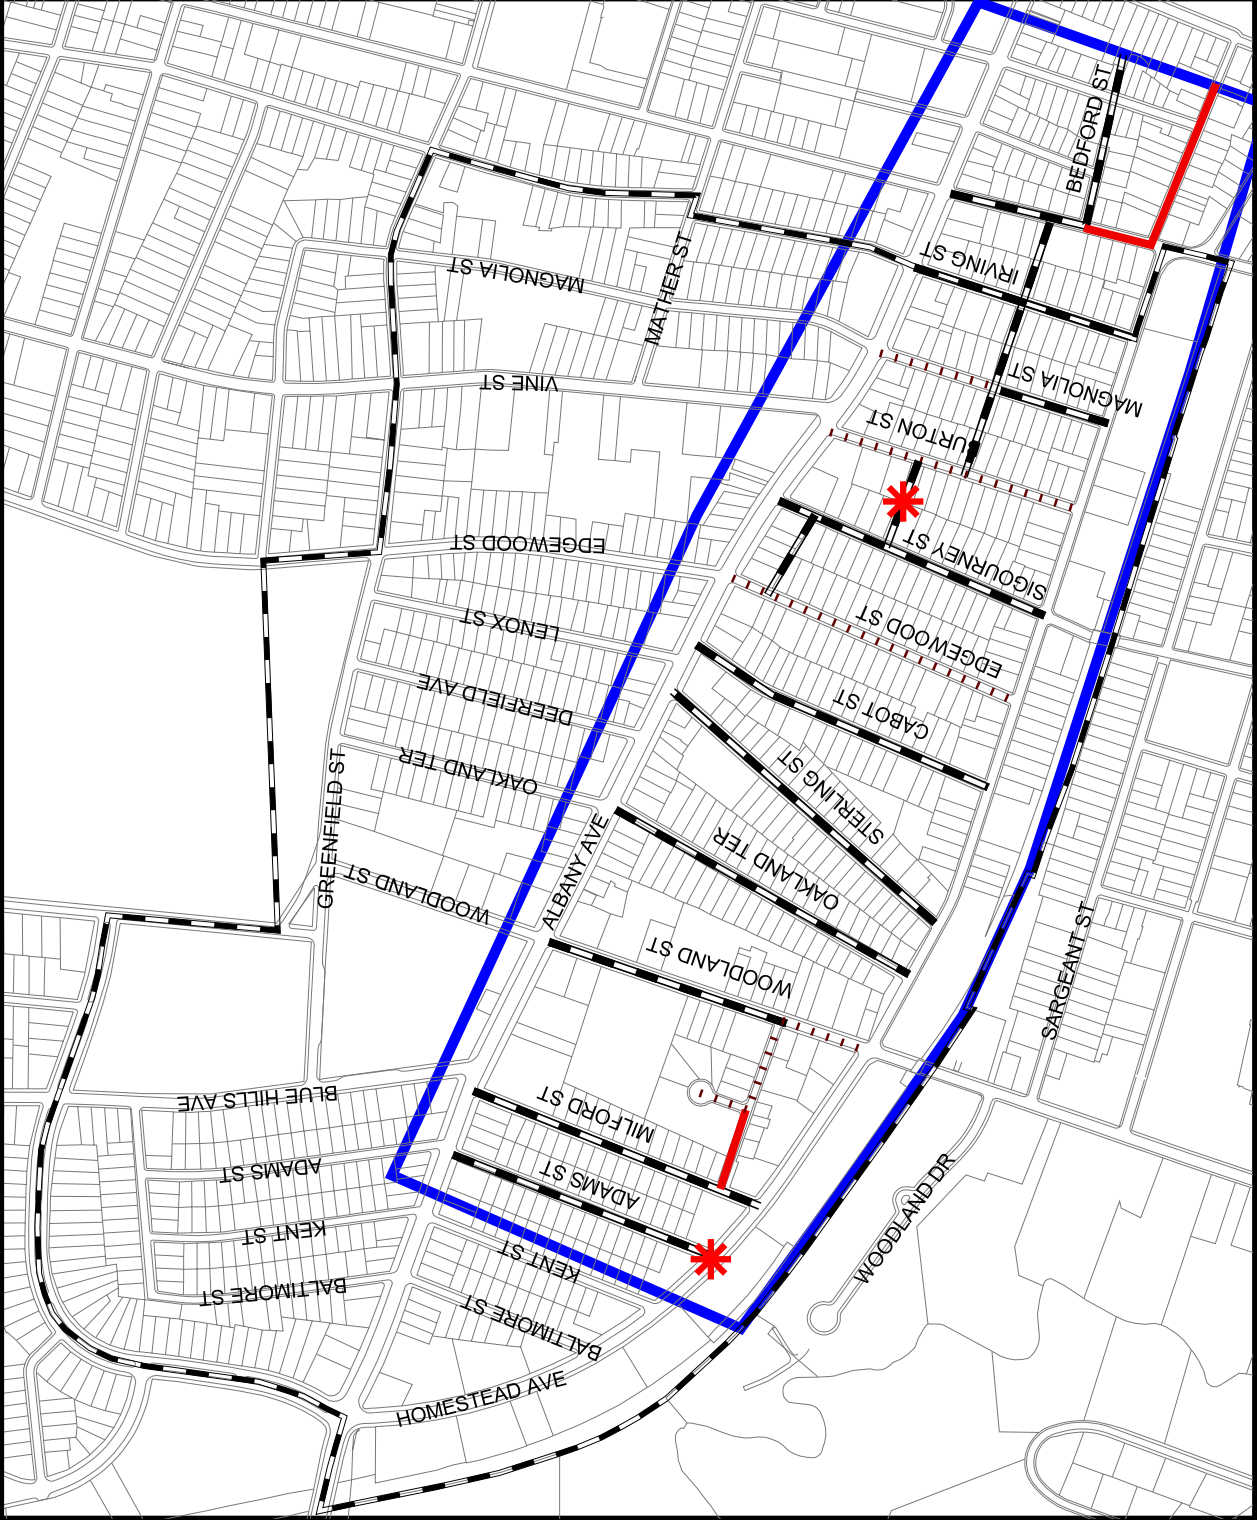 BEDFORD ST
IRVING ST
MAGNOLIA ST
MATHER ST
VINE ST
MAGNOLIA ST
BURTON ST
SIGOURNEY ST
EDGEWOOD ST
EDGEWOOD ST
LENOX ST
DEERFIELD AVE
CABOT ST
OAKLAND TER
STERLING ST
GREENFIELD ST
ALBANY AVE
OAKLAND TER
WOODLAND ST
WOODLAND ST
SARGEANT ST
BLUE HILLS AVE
MILFORD ST
ADAMS ST
ADAMS ST
WOODLAND DR
KENT ST
KENT ST
BALTIMORE ST
BALTIMORE ST
HOMESTEAD AVE